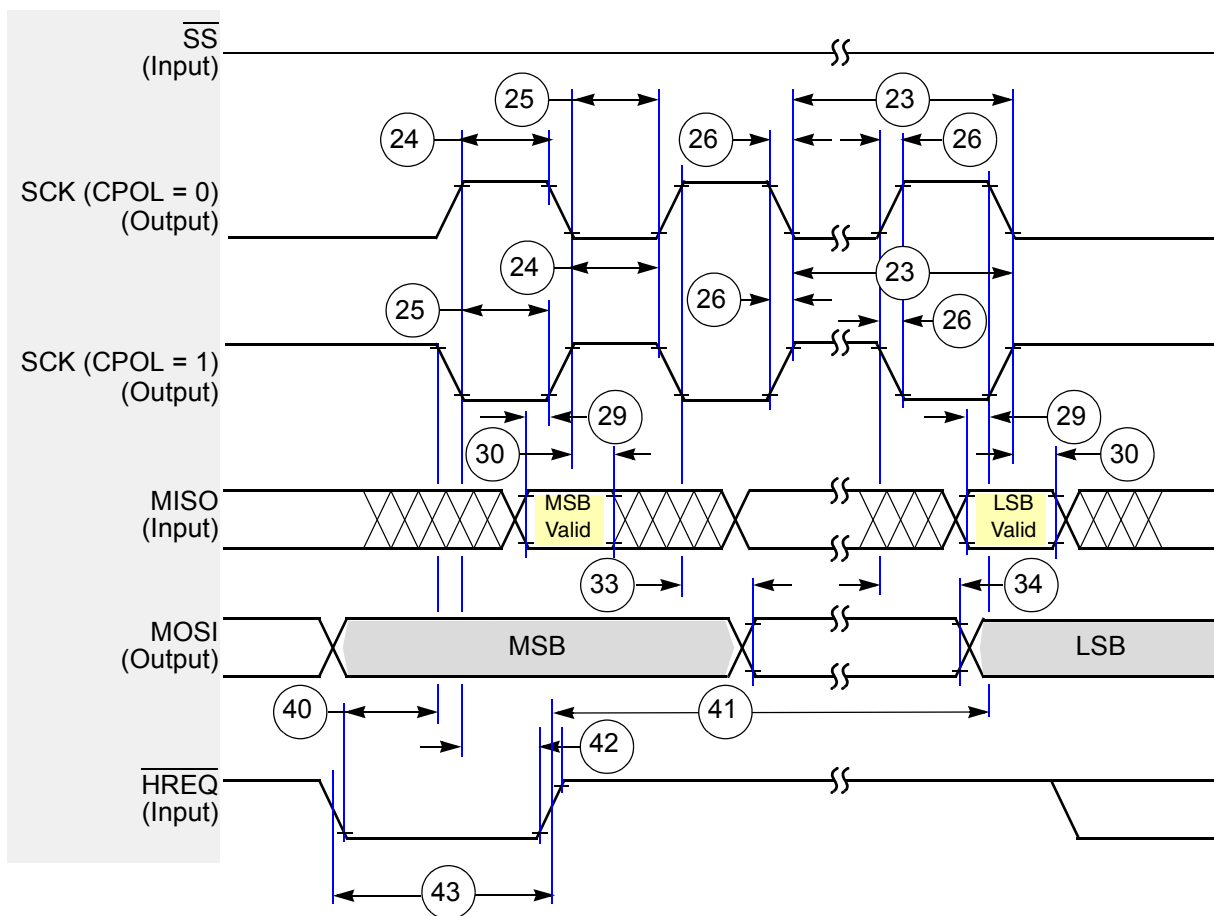 SS
(Input)
25
23
24
26
26
SCK (CPOL = 0)
(Output)
24
23
25
26
26
SCK (CPOL = 1)
(Output)
29
29
30
30
MISO
(Input)
MSB
Valid
LSB
Valid
33
34
MOSI
(Output)
MSB
LSB
40
41
42
HREQ
(Input)
43